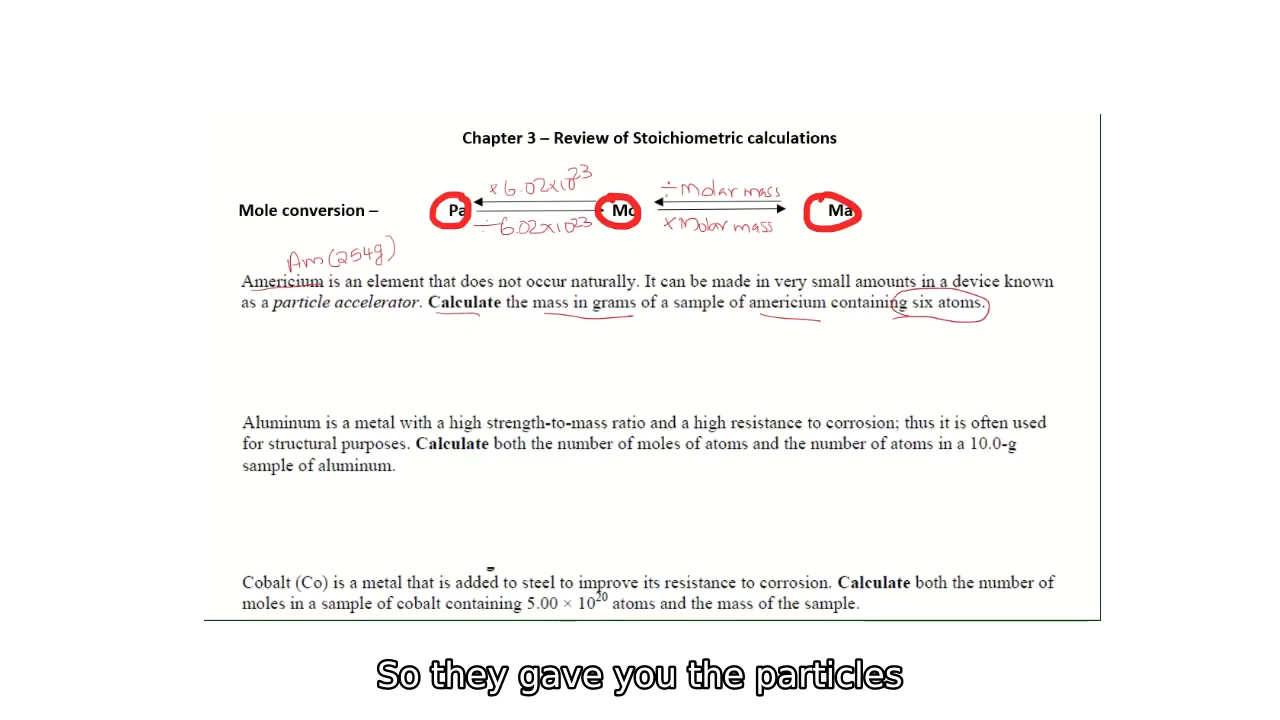 Chapter 3 – Review of Stoichiometric calculations
×6.02×10²³ ÷Molar mass
Mole conversion – Pa Mo Ma
÷6.02×10²³ ×Molar mass
Am(254g)
Americium is an element that does not occur naturally. It can be made in very small amounts in a device known
as a particle accelerator. Calculate the mass in grams of a sample of americium containing six atoms.
Aluminum is a metal with a high strength-to-mass ratio and a high resistance to corrosion; thus it is often used
for structural purposes. Calculate both the number of moles of atoms and the number of atoms in a 10.0-g
sample of aluminum.
Cobalt (Co) is a metal that is added to steel to improve its resistance to corrosion. Calculate both the number of
moles in a sample of cobalt containing 5.00 × 10²⁰ atoms and the mass of the sample.
So they gave you the particles